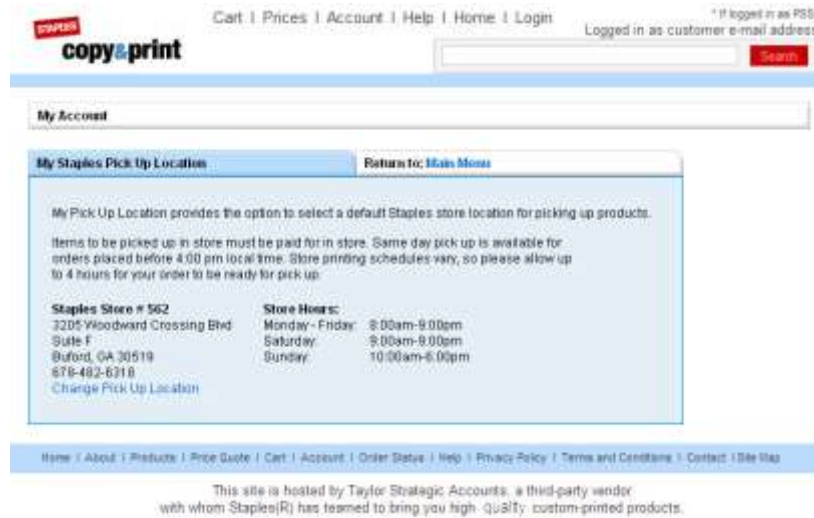 STAPLES
copy&print
Cart | Prices | Account | Help | Home | Login
* If logged in as PSS
Logged in as customer e-mail address
Search
My Account
My Staples Pick Up Location
Return to: Main Menu
My Pick Up Location provides the option to select a default Staples store location for picking up products.
Items to be picked up in store must be paid for in store. Same day pick up is available for
orders placed before 4:00 pm local time. Store printing schedules vary, so please allow up
to 4 hours for your order to be ready for pick up.
Staples Store # 562
3205 Woodward Crossing Blvd
Suite F
Buford, GA 30519
678-482-6318
Change Pick Up Location
Store Hours:
Monday - Friday: 8:00am-9:00pm
Saturday: 9:00am-9:00pm
Sunday: 10:00am-6:00pm
Home | About | Products | Price Quote | Cart | Account | Order Status | Help | Privacy Policy | Terms and Conditions | Contact | Site Map
This site is hosted by Taylor Strategic Accounts, a third-party vendor
with whom Staples(R) has teamed to bring you high quality custom-printed products.